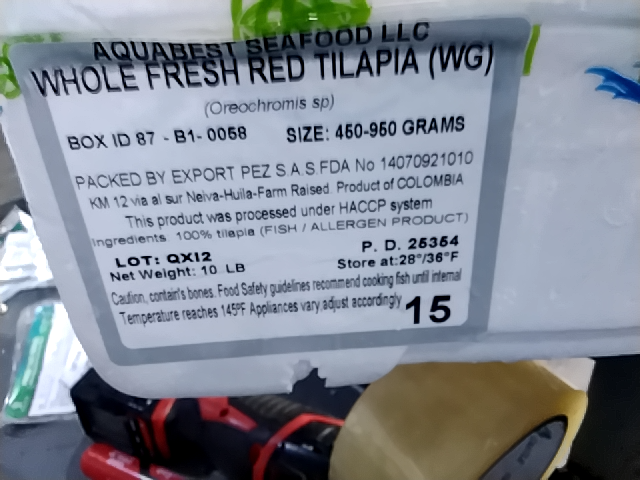 AQUABEST SEAFOOD LLC
WHOLE FRESH RED TILAPIA (WG)
(Oreochromis sp)
BOX ID 87 - B1- 0058 SIZE: 450-950 GRAMS
PACKED BY EXPORT PEZ S.A.S.FDA No 14070921010
KM 12 via al sur Neiva-Huila-Farm Raised. Product of COLOMBIA
This product was processed under HACCP system
Ingredients: 100% tilapia (FISH / ALLERGEN PRODUCT)
LOT: QXI2 P. D. 25354
Net Weight: 10 LB Store at:28°/36°F
Caution, contain's bones. Food Safety guidelines recommend cooking fish until internal
Temperature reaches 145ºF Appliances vary,adjust accordingly 15